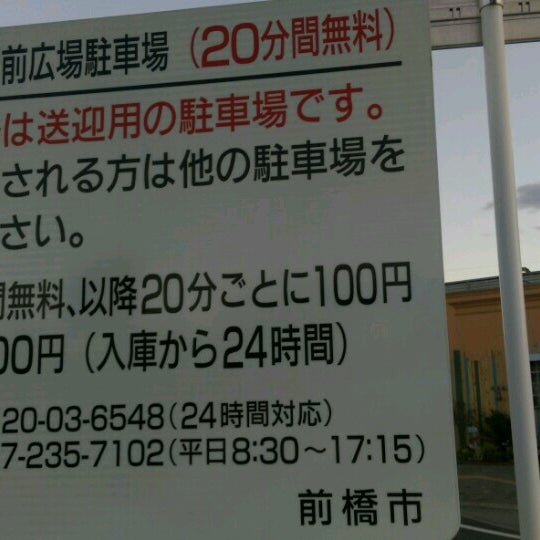 前広場駐車場（20分間無料）
は送迎用の駐車場です。
される方は他の駐車場を
さい。
間無料、以降20分ごとに100円
00円（入庫から24時間）
20-03-6548（24時間対応）
7-235-7102（平日8:30～17:15）
前橋市